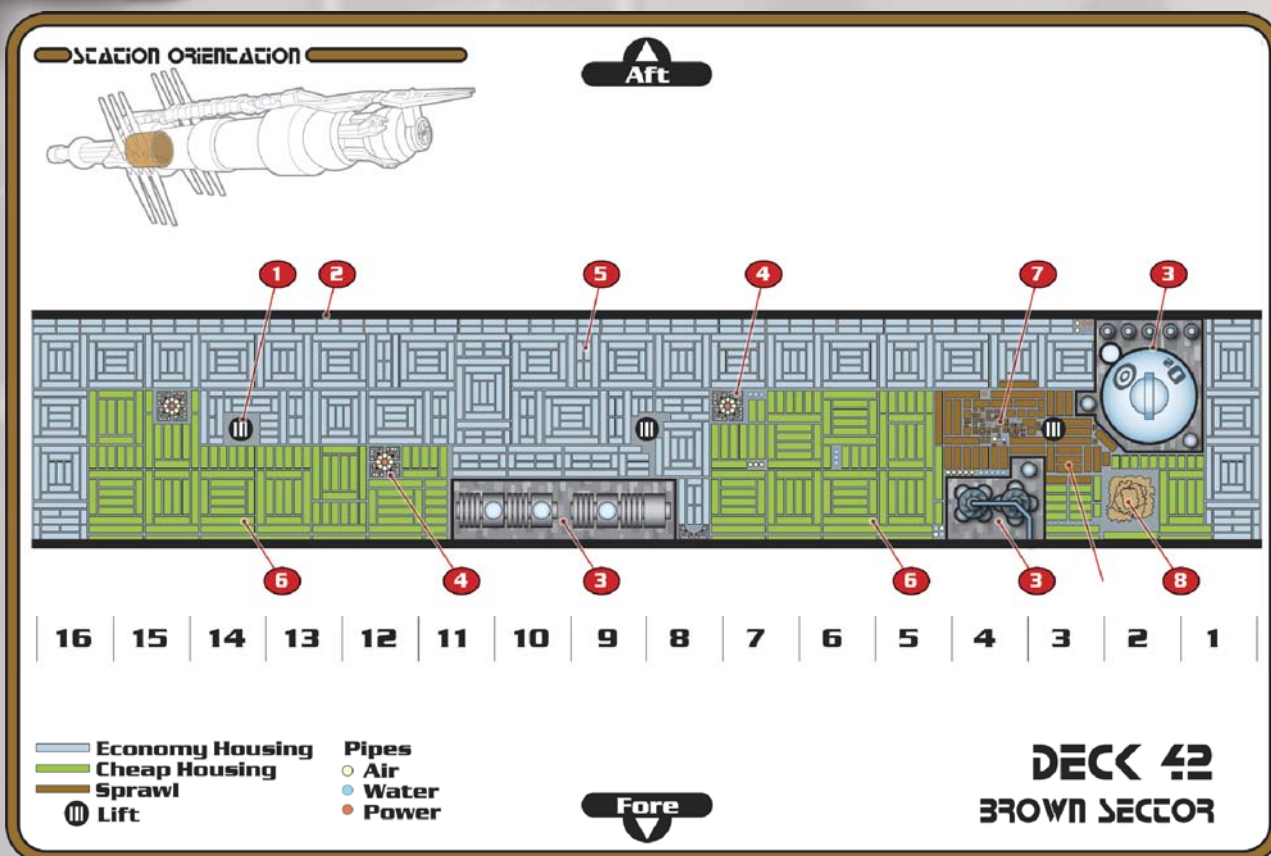 STATION ORIENTATION
Aft
1 2 5 4 7 3
O2
6 4 3 6 3 8
16 15 14 13 12 11 10 9 8 7 6 5 4 3 2 1
Economy Housing
Cheap Housing
Sprawl
Lift
Pipes
Air
Water
Power
Fore
DECK 42
BROWN SECTOR